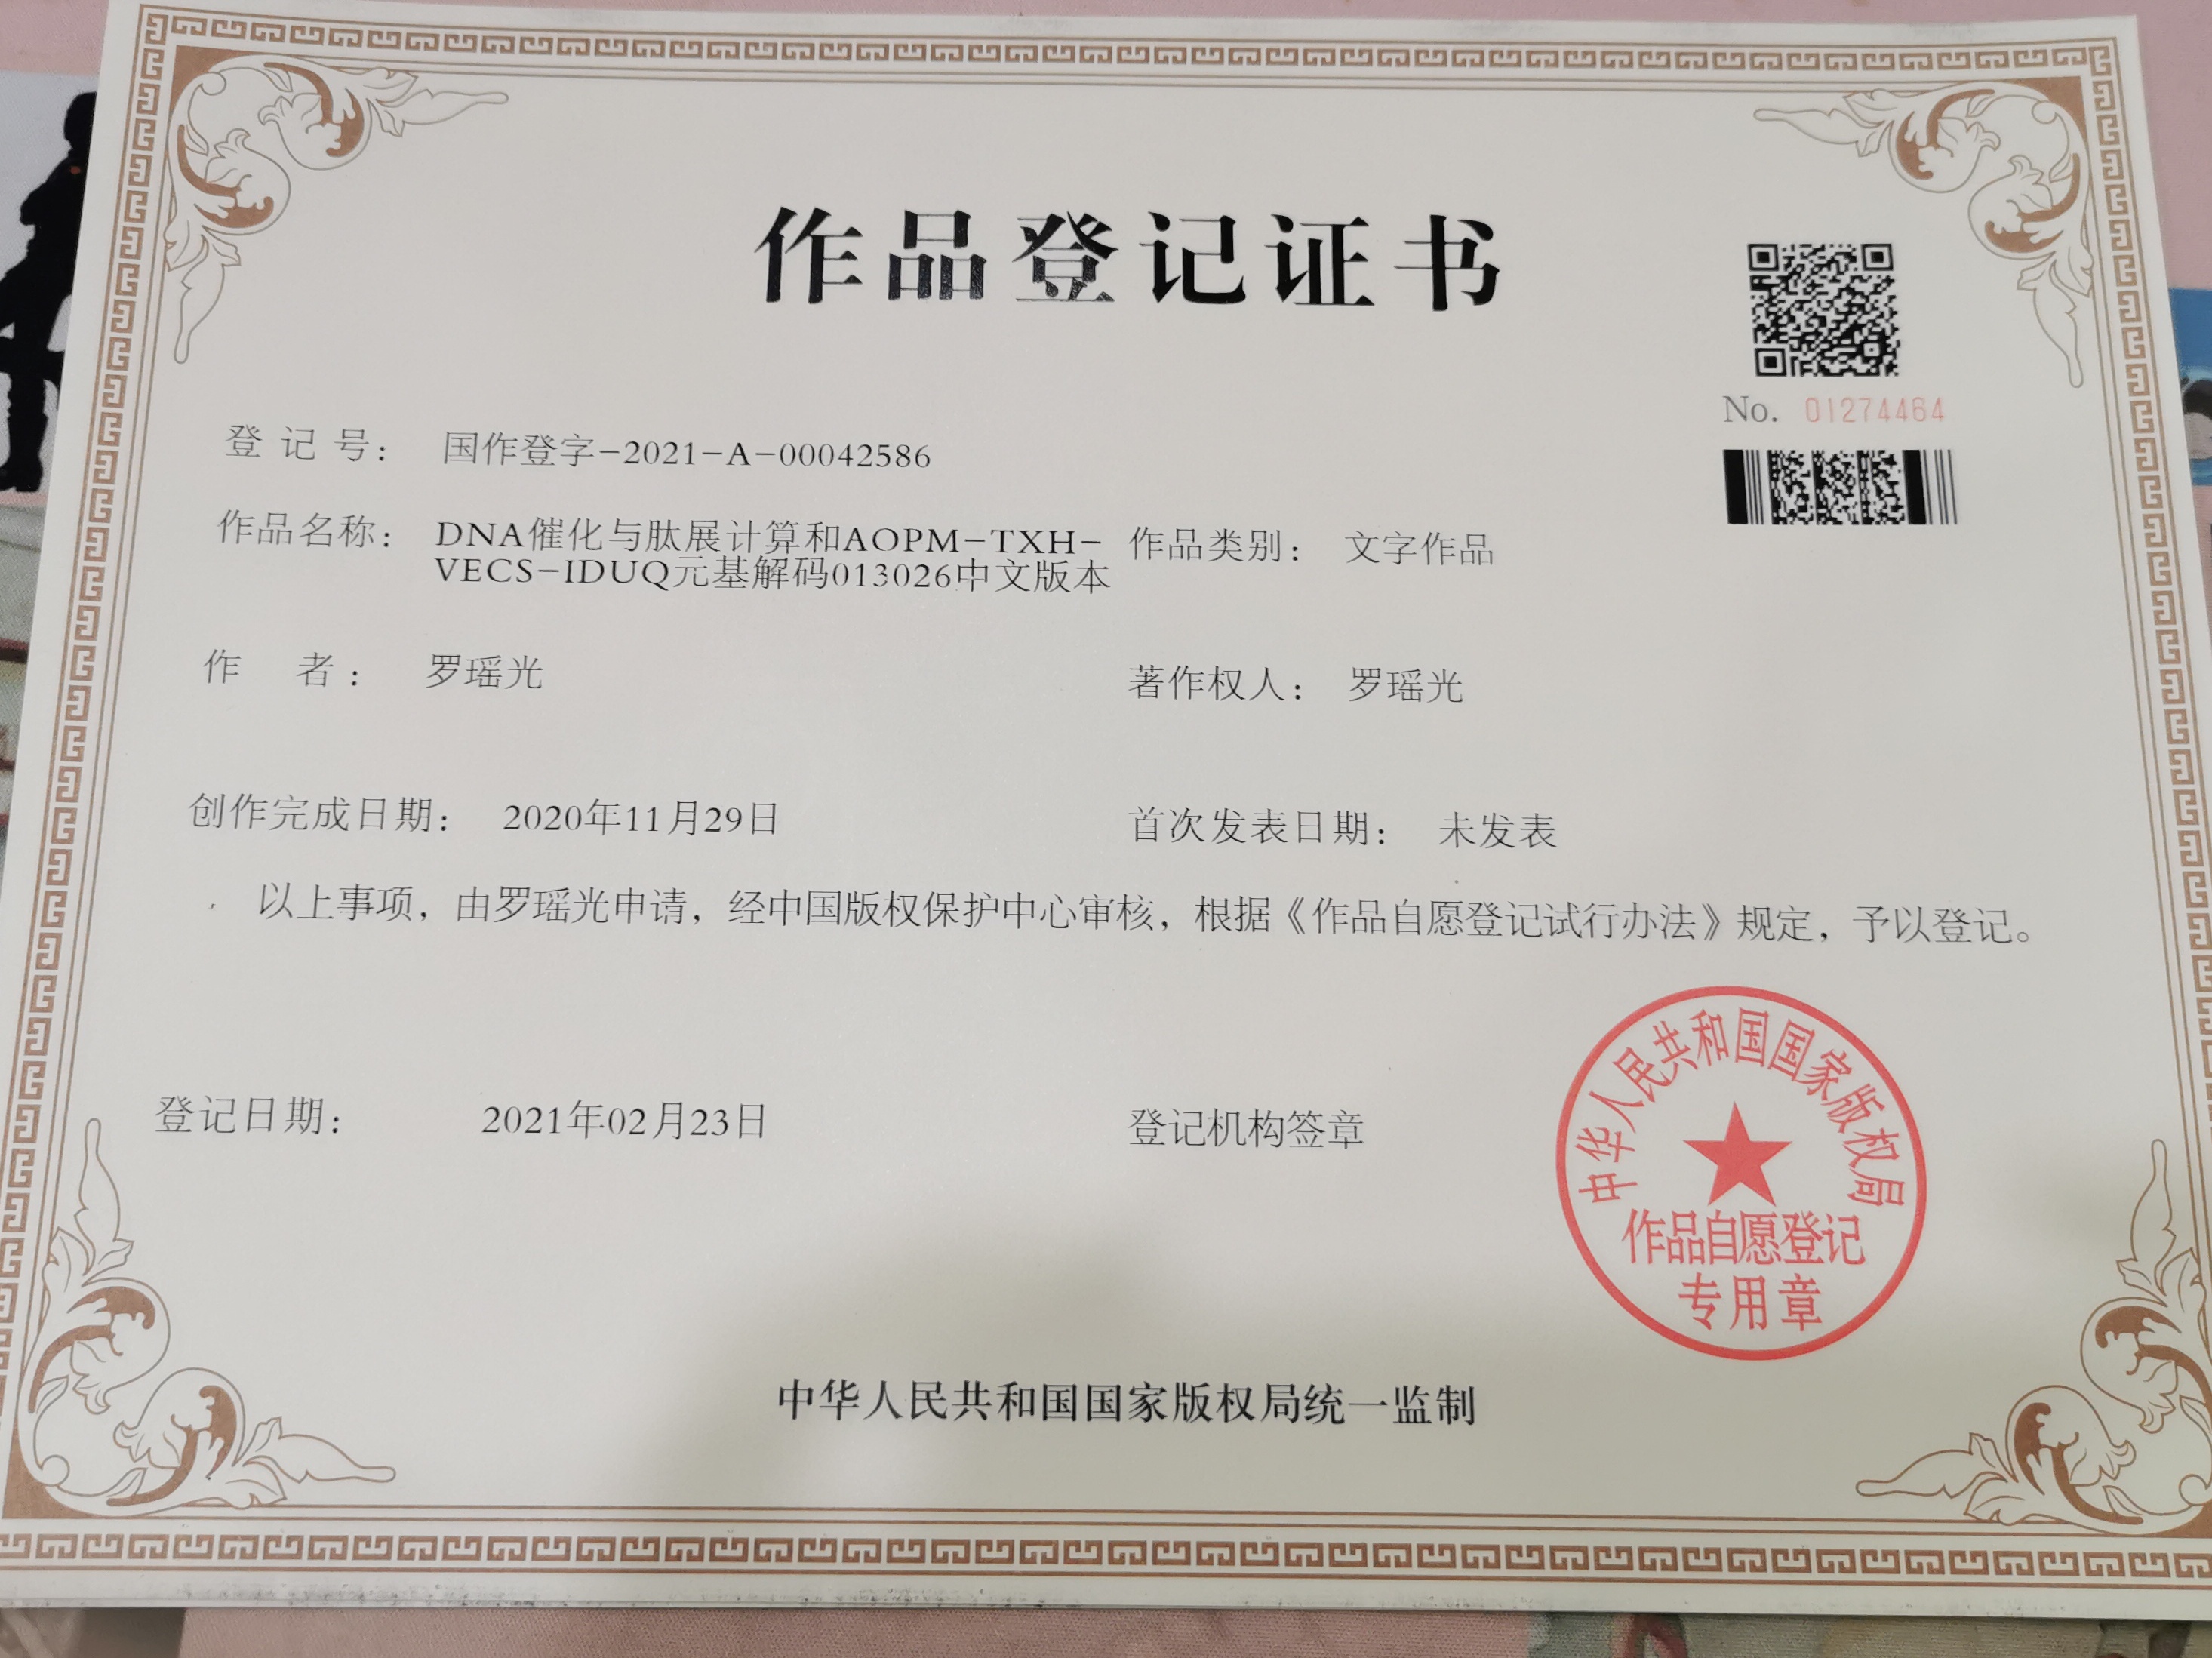 作品登记证书
No. 01274464
登记号： 国作登字-2021-A-00042586
作品名称： DNA催化与肽展计算和AOPM-TXH-
VECS-IDUQ元基解码013026中文版本
作品类别： 文字作品
作者： 罗瑶光
著作权人： 罗瑶光
创作完成日期： 2020年11月29日
首次发表日期： 未发表
以上事项，由罗瑶光申请，经中国版权保护中心审核，根据《作品自愿登记试行办法》规定，予以登记。
登记日期： 2021年02月23日
登记机构签章
中华人民共和国国家版权局
作品自愿登记
专用章
中华人民共和国国家版权局统一监制